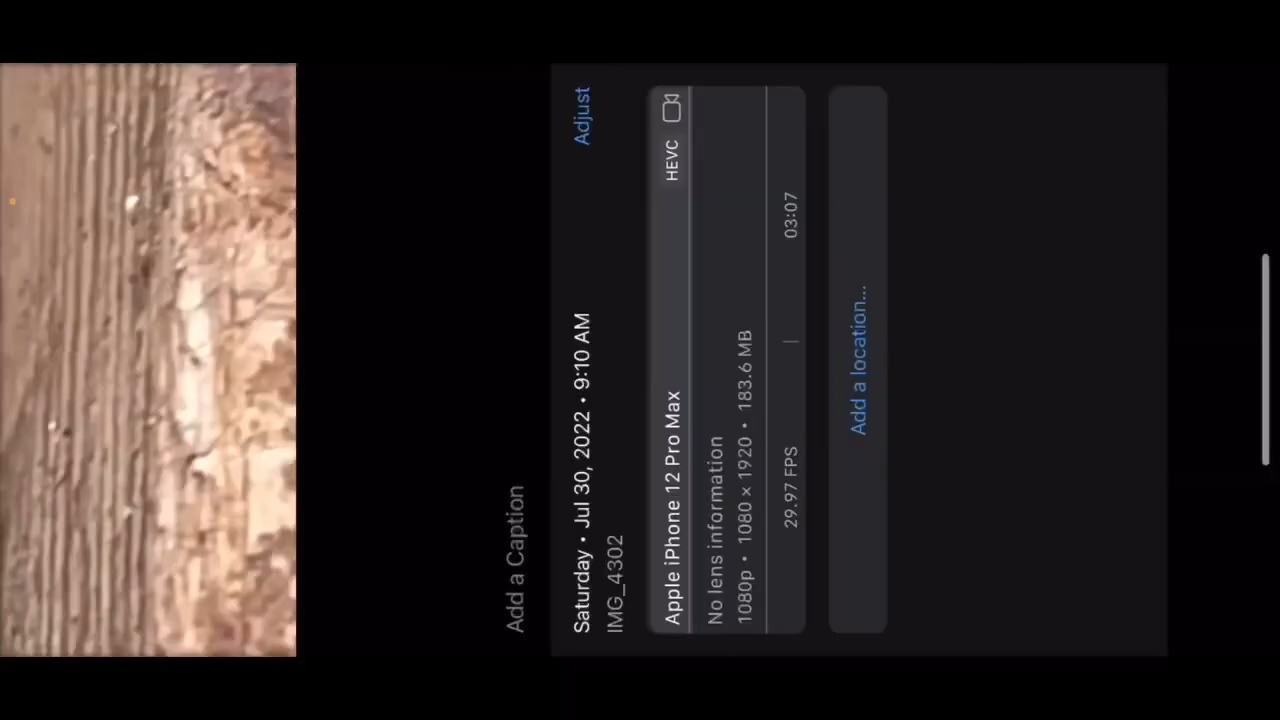 Add a Caption
Saturday • Jul 30, 2022 • 9:10 AM Adjust
IMG_4302
Apple iPhone 12 Pro Max HEVC
No lens information
1080p • 1080 × 1920 • 183.6 MB
29.97 FPS | 03:07
Add a location...